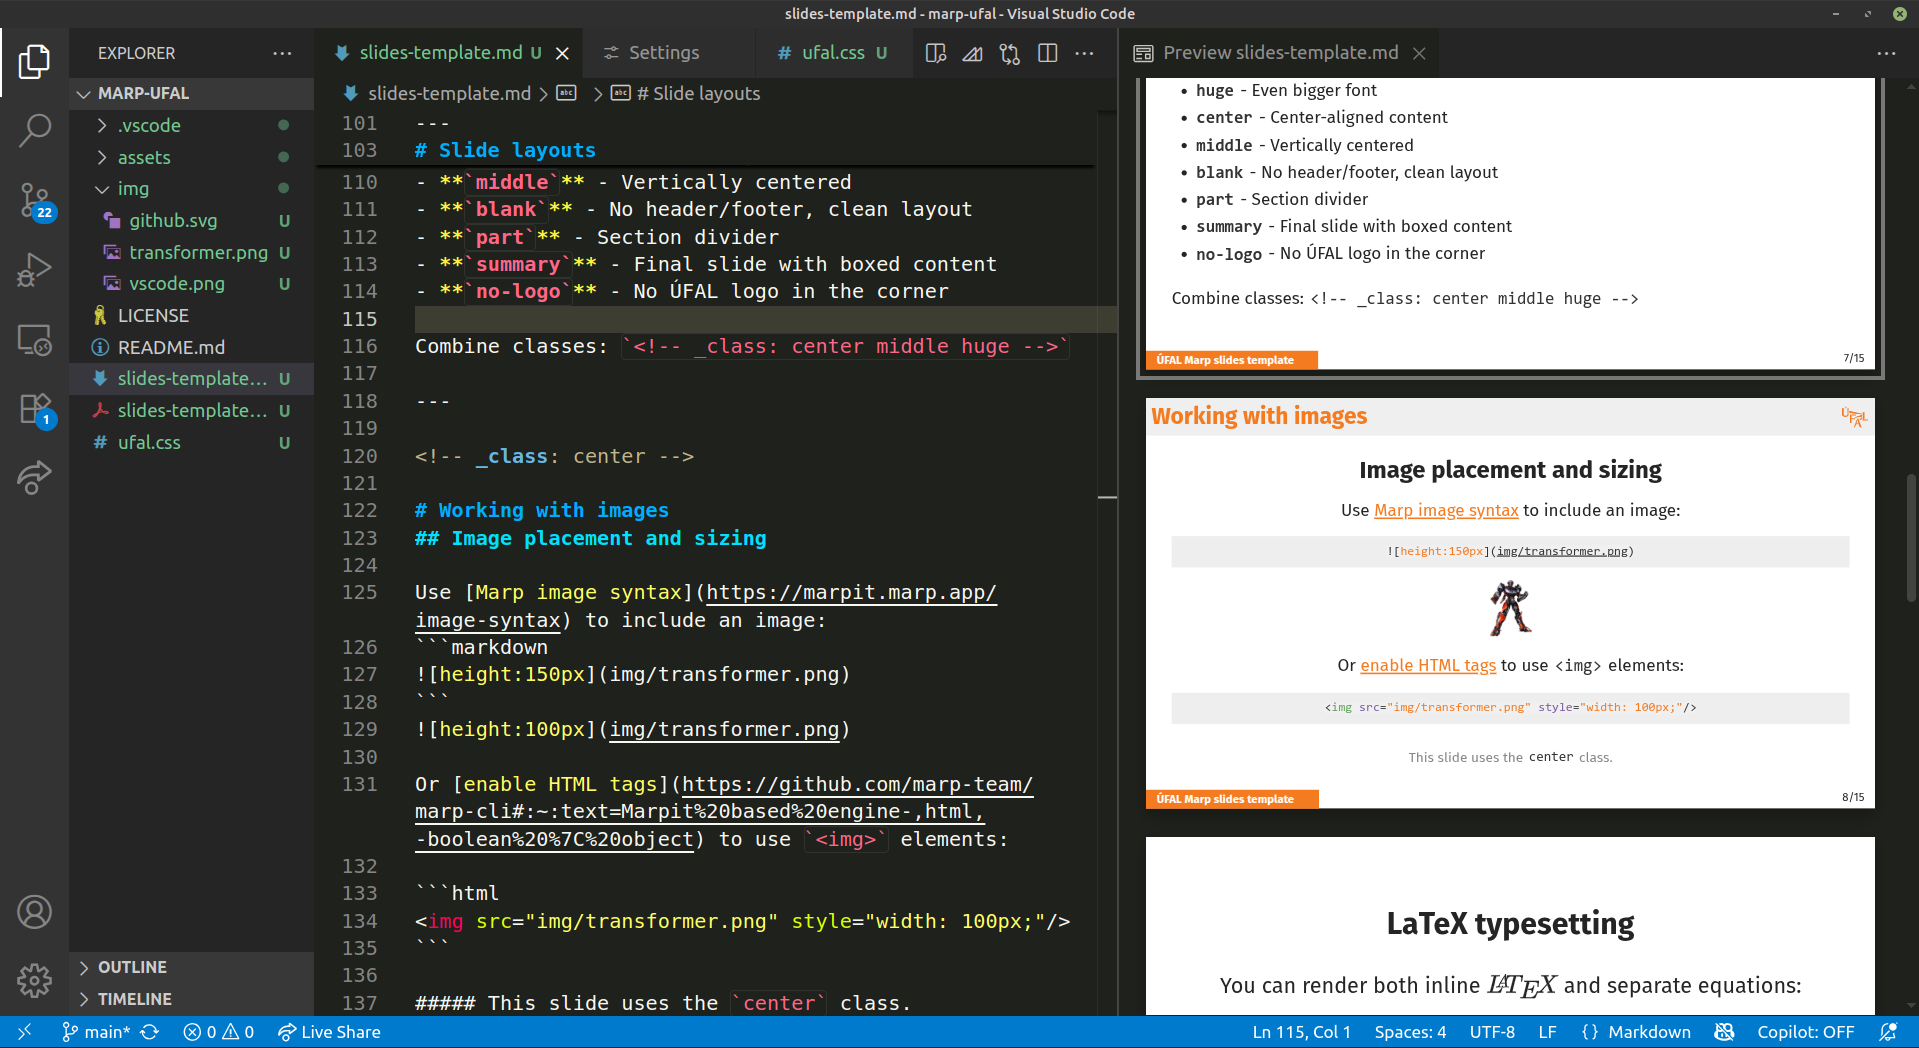 slides-template.md - marp-ufal - Visual Studio Code
EXPLORER
MARP-UFAL
.vscode
assets
img
github.svg U
transformer.png U
vscode.png U
LICENSE
README.md
slides-template... U
slides-template... U
ufal.css U
22
1
OUTLINE
TIMELINE
slides-template.md U
Settings
# ufal.css U
slides-template.md > abc > abc # Slide layouts
101 ---
103 # Slide layouts
110 - **`middle`** - Vertically centered
111 - **`blank`** - No header/footer, clean layout
112 - **`part`** - Section divider
113 - **`summary`** - Final slide with boxed content
114 - **`no-logo`** - No ÚFAL logo in the corner
115
116 Combine classes: `<!-- _class: center middle huge -->`
117
118 ---
119
120 <!-- _class: center -->
121
122 # Working with images
123 ## Image placement and sizing
124
125 Use [Marp image syntax](https://marpit.marp.app/
image-syntax) to include an image:
126 ```markdown
127 ![height:150px](img/transformer.png)
128 ```
129 ![height:100px](img/transformer.png)
130
131 Or [enable HTML tags](https://github.com/marp-team/
marp-cli#:~:text=Marpit%20based%20engine-,html,
-boolean%20%7C%20object) to use `<img>` elements:
132
133 ```html
134 <img src="img/transformer.png" style="width: 100px;"/>
135 ```
136
137 ##### This slide uses the `center` class.
Preview slides-template.md
• huge - Even bigger font
• center - Center-aligned content
• middle - Vertically centered
• blank - No header/footer, clean layout
• part - Section divider
• summary - Final slide with boxed content
• no-logo - No ÚFAL logo in the corner
Combine classes: <!-- _class: center middle huge -->
ÚFAL Marp slides template
7/15
Working with images
ÚFAL
Image placement and sizing
Use Marp image syntax to include an image:
![height:150px](img/transformer.png)
Or enable HTML tags to use <img> elements:
<img src="img/transformer.png" style="width: 100px;"/>
This slide uses the center class.
ÚFAL Marp slides template
8/15
LaTeX typesetting
You can render both inline LATEX and separate equations:
main*
0 0
Live Share
Ln 115, Col 1
Spaces: 4
UTF-8
LF
{ } Markdown
Copilot: OFF